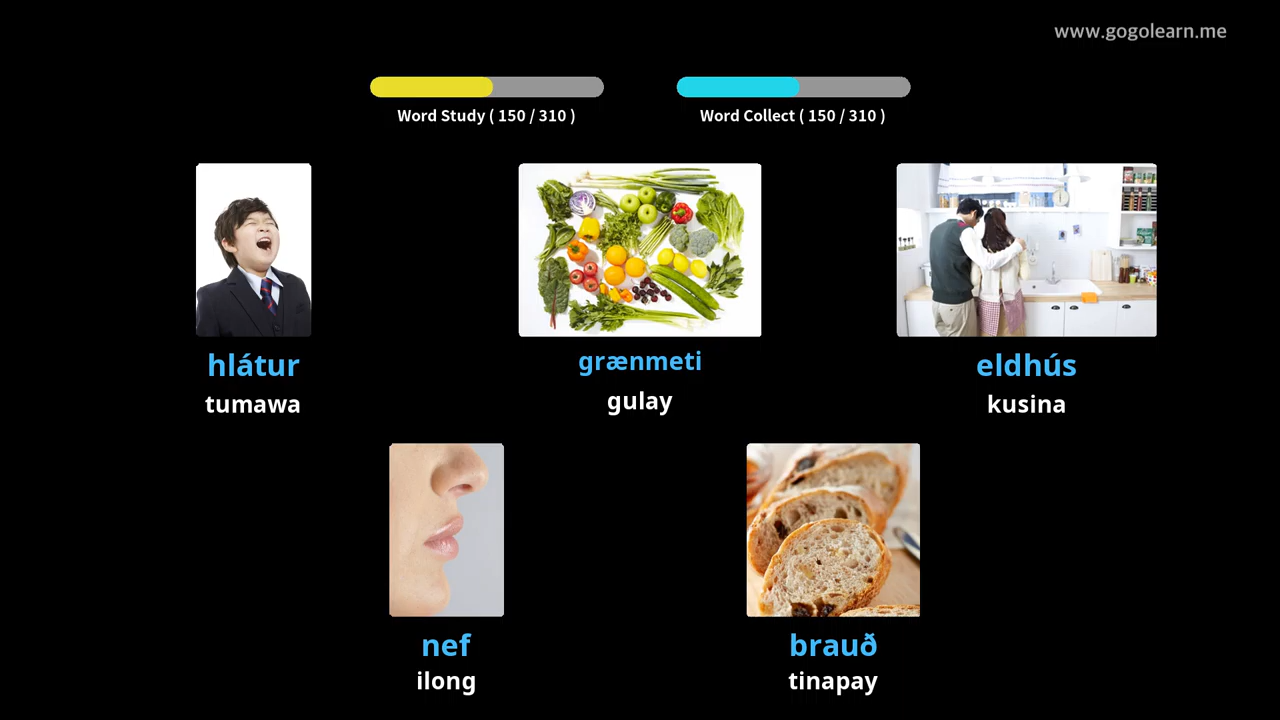 www.gogolearn.me
Word Study ( 150 / 310 )
Word Collect ( 150 / 310 )
hlátur
tumawa
grænmeti
gulay
eldhús
kusina
nef
ilong
brauð
tinapay